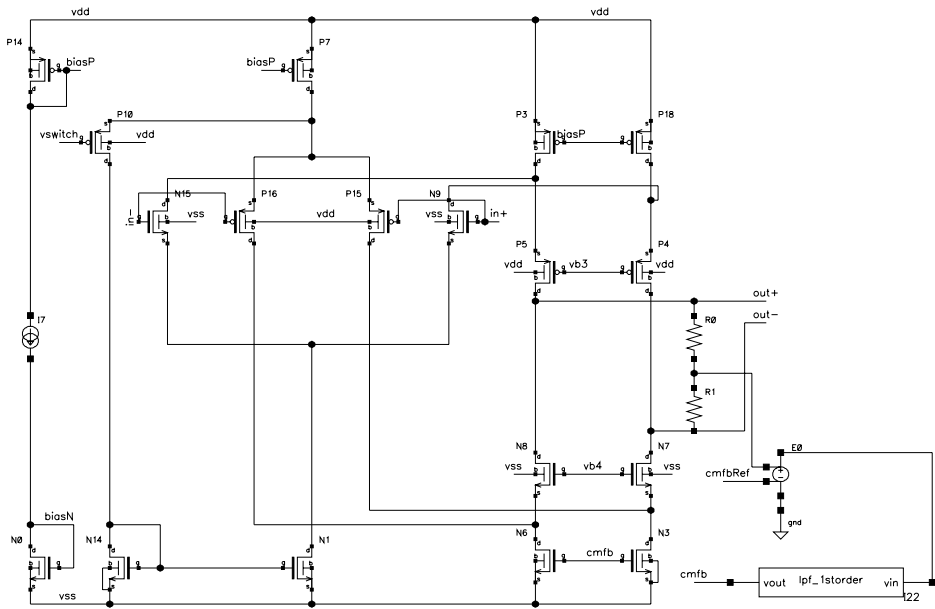 vdd vdd
P14 P7
biasP biasP
P10 P3 P18
vswitch vdd biasP
N15 P16 P15 N9
in- vss vdd vss in+
P5 P4
vdd vb3 vdd
out+
out-
I7 R0
R1
N8 N7 E0
vss vb4 vss
cmfbRef
biasN gnd
N0 N14 N1 N6 N3
cmfb
cmfb vout lpf_1storder vin
I22
vss